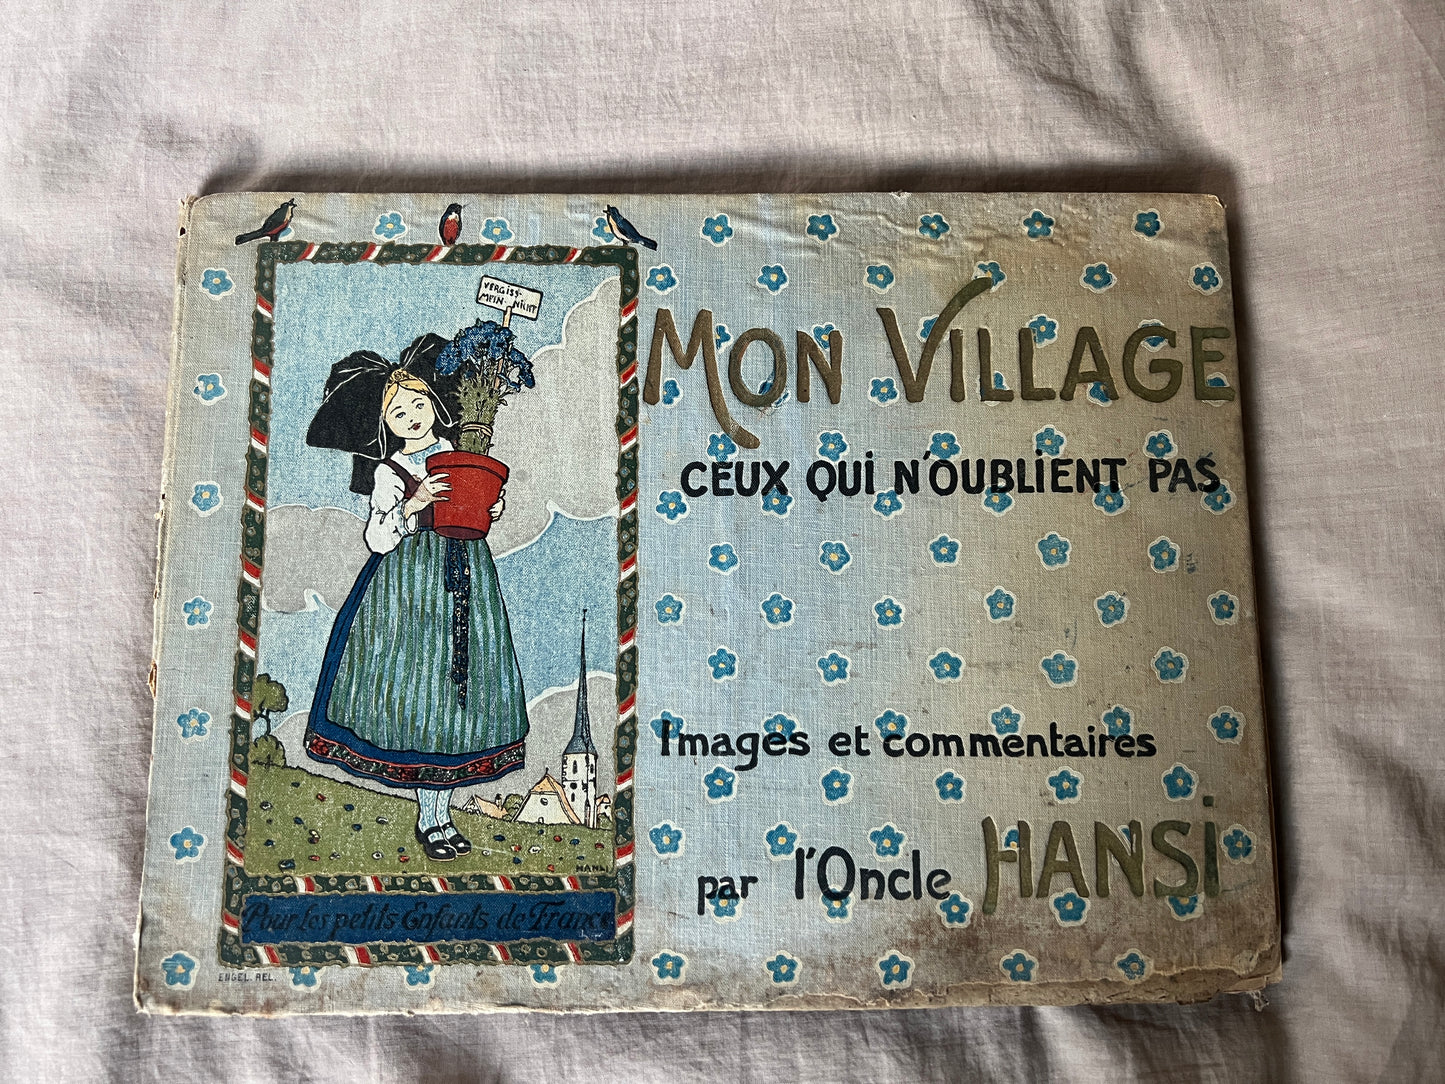 VERGISS-
MEIN-NICHT
MON VILLAGE
CEUX QUi N'OUBLiENT PAS
Images et commentaires
par l'Oncle HANSi
HANSI
Pour les petits Enfants de France
ENGEL. REL.